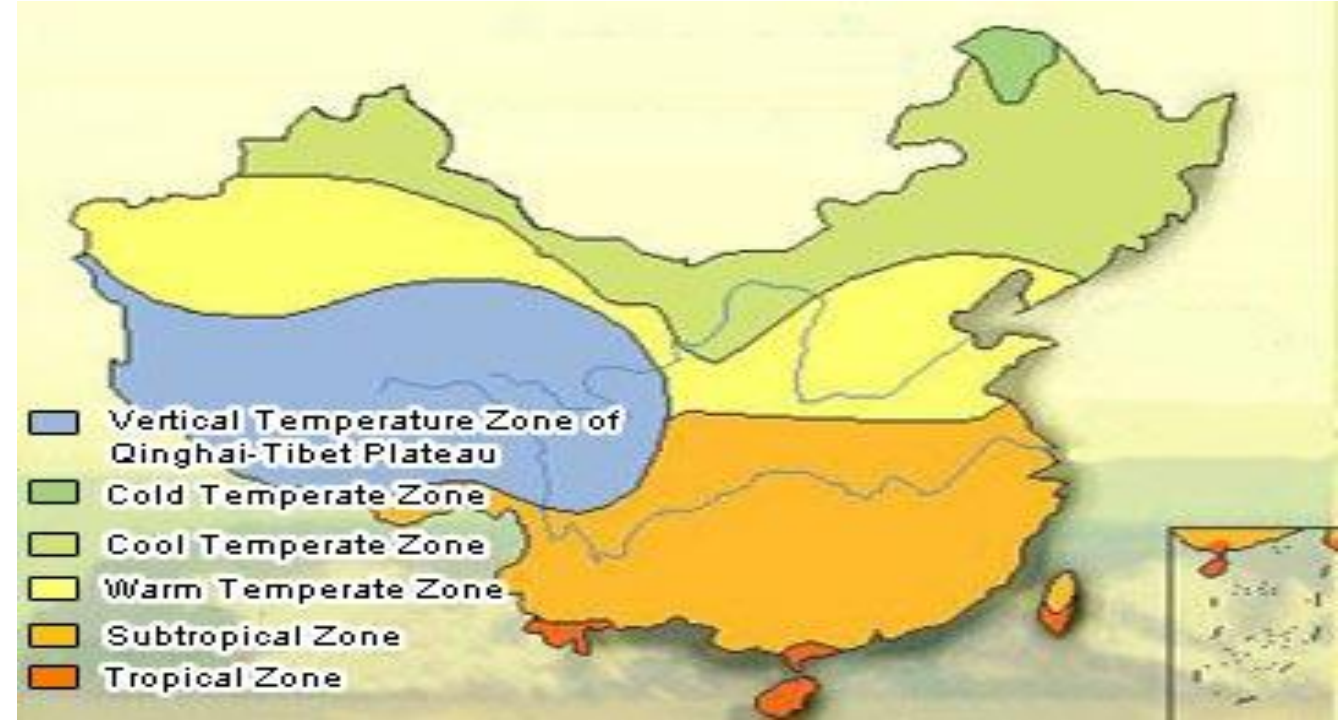 Vertical Temperature Zone of
Qinghai-Tibet Plateau
Cold Temperate Zone
Cool Temperate Zone
Warm Temperate Zone
Subtropical Zone
Tropical Zone